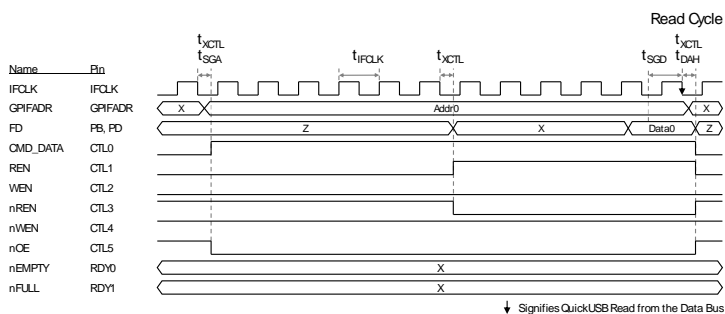 Read Cycle
tXCTL
tSGA
tIFCLK
tXCTL
tSGD
tXCTL
tDAH
Name Pin
IFCLK IFCLK
GPIFADR GPIFADR X Addr0 X
FD PB, PD Z X Data0 Z
CMD_DATA CTL0
REN CTL1
WEN CTL2
nREN CTL3
nWEN CTL4
nOE CTL5
nEMPTY RDY0 X
nFULL RDY1 X
Signifies QuickUSB Read from the Data Bus